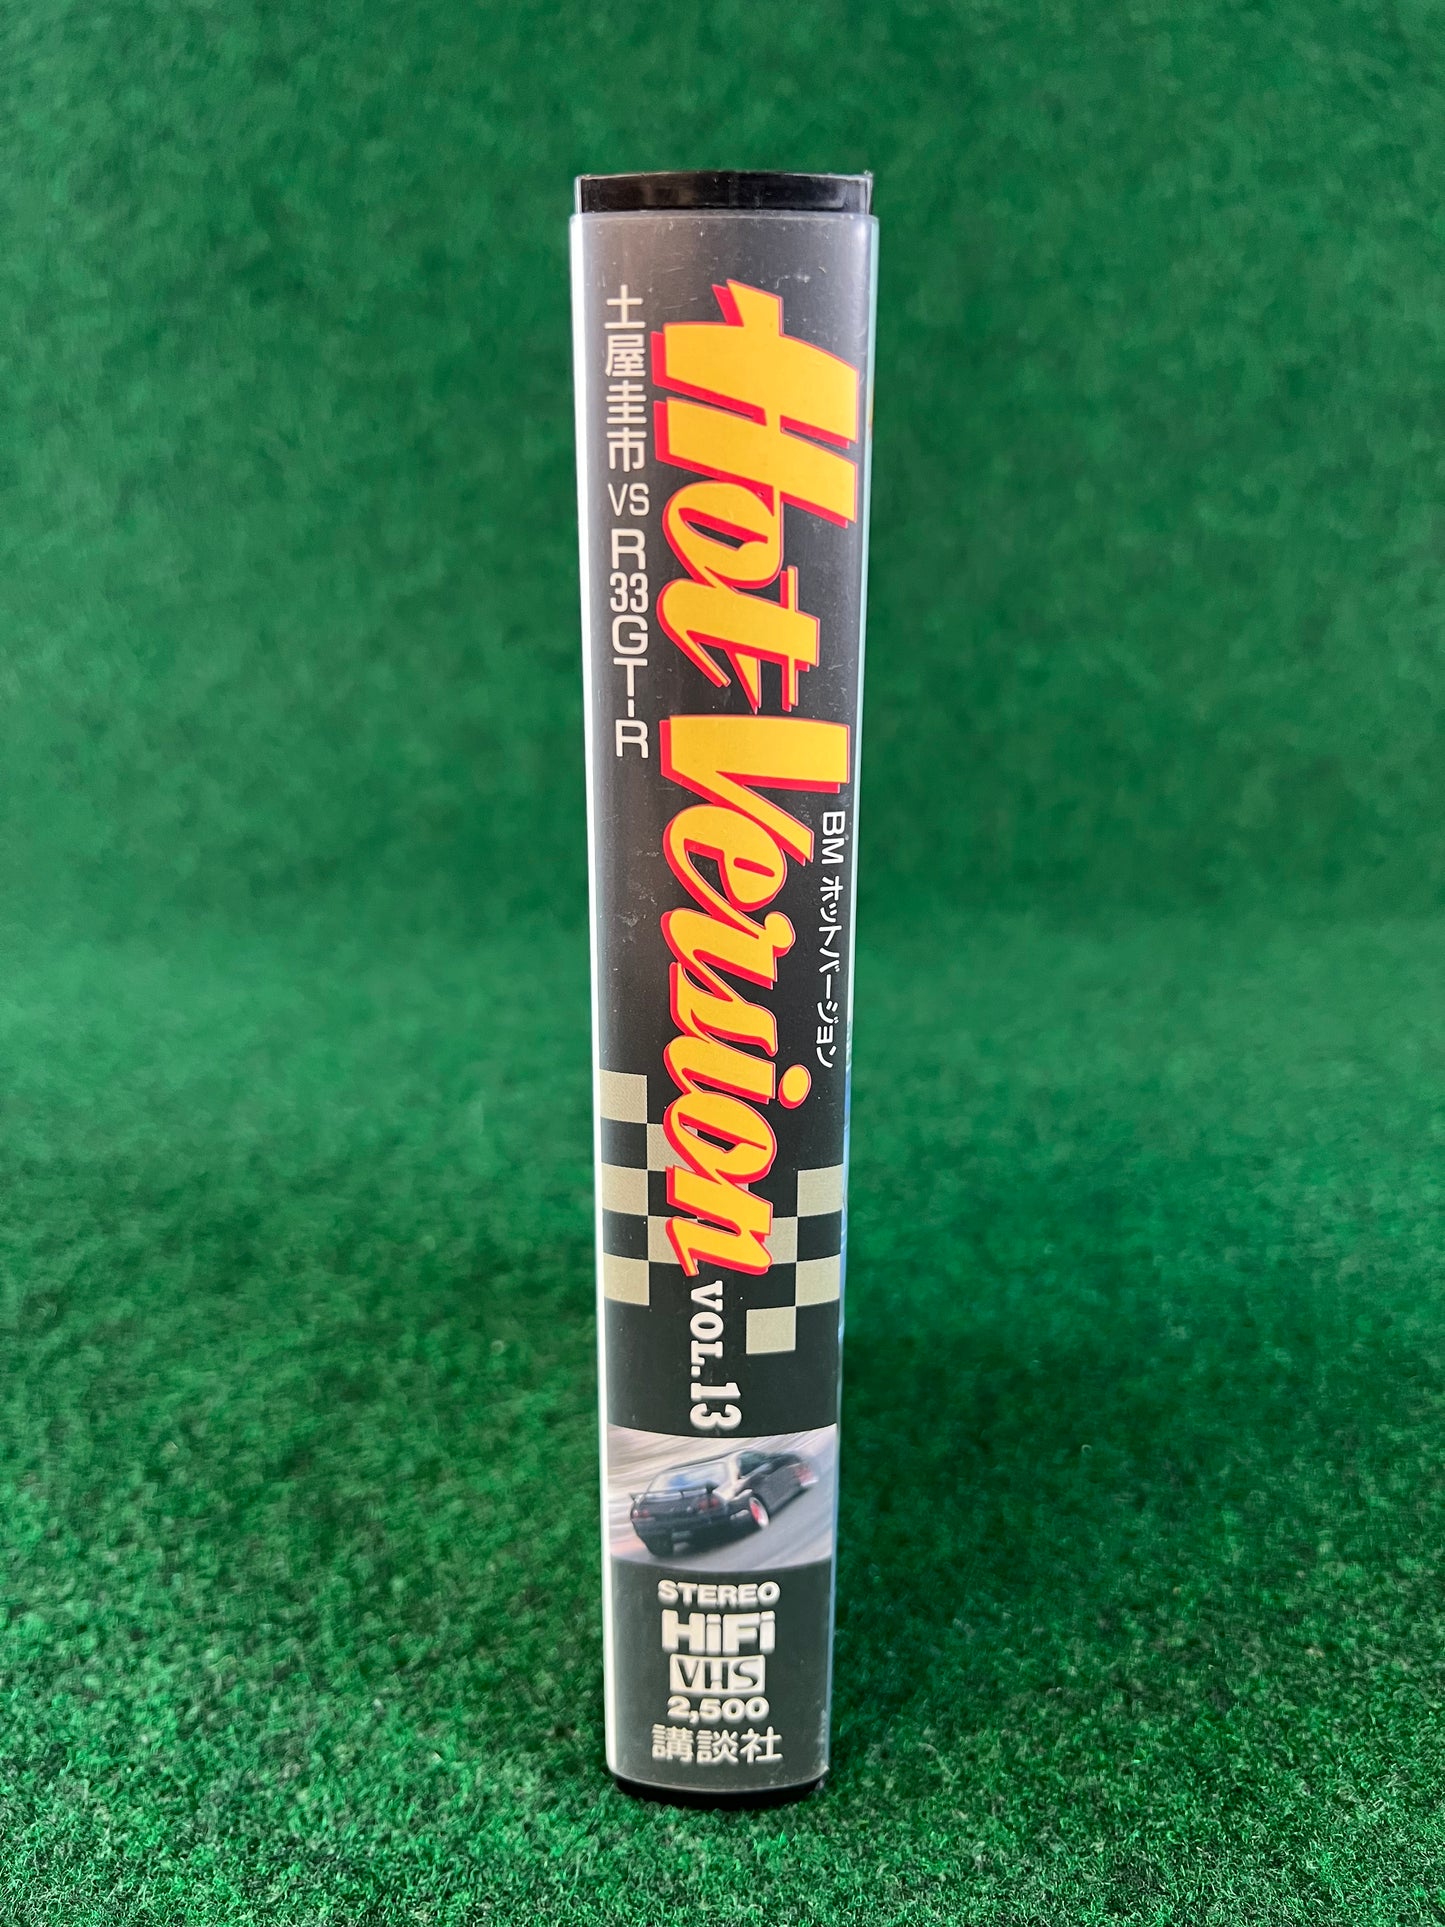 BM ホットバージョン
Hot Version VOL.13
土屋圭市 VS R33GT-R
STEREO
HiFi
VHS
2,500
講談社